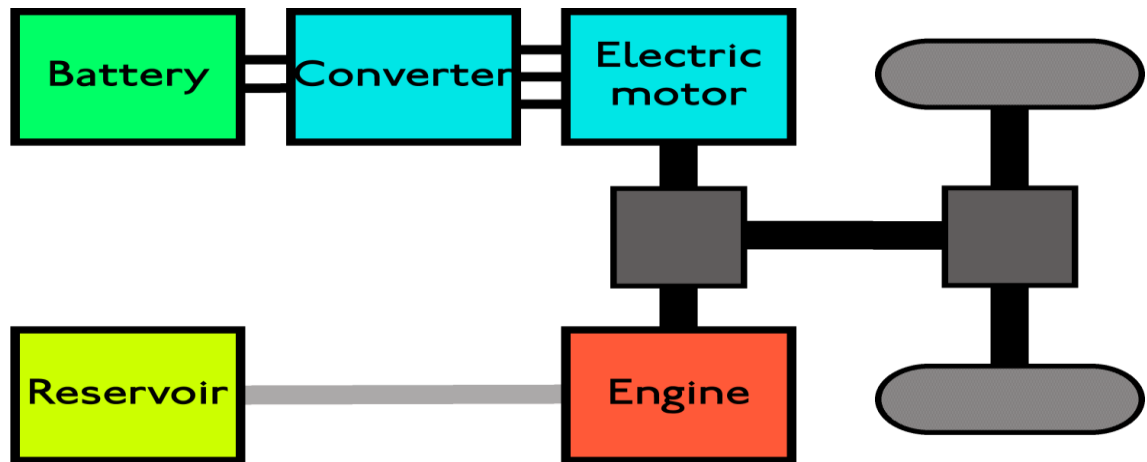 Battery
Converter
Electric
motor
Reservoir
Engine